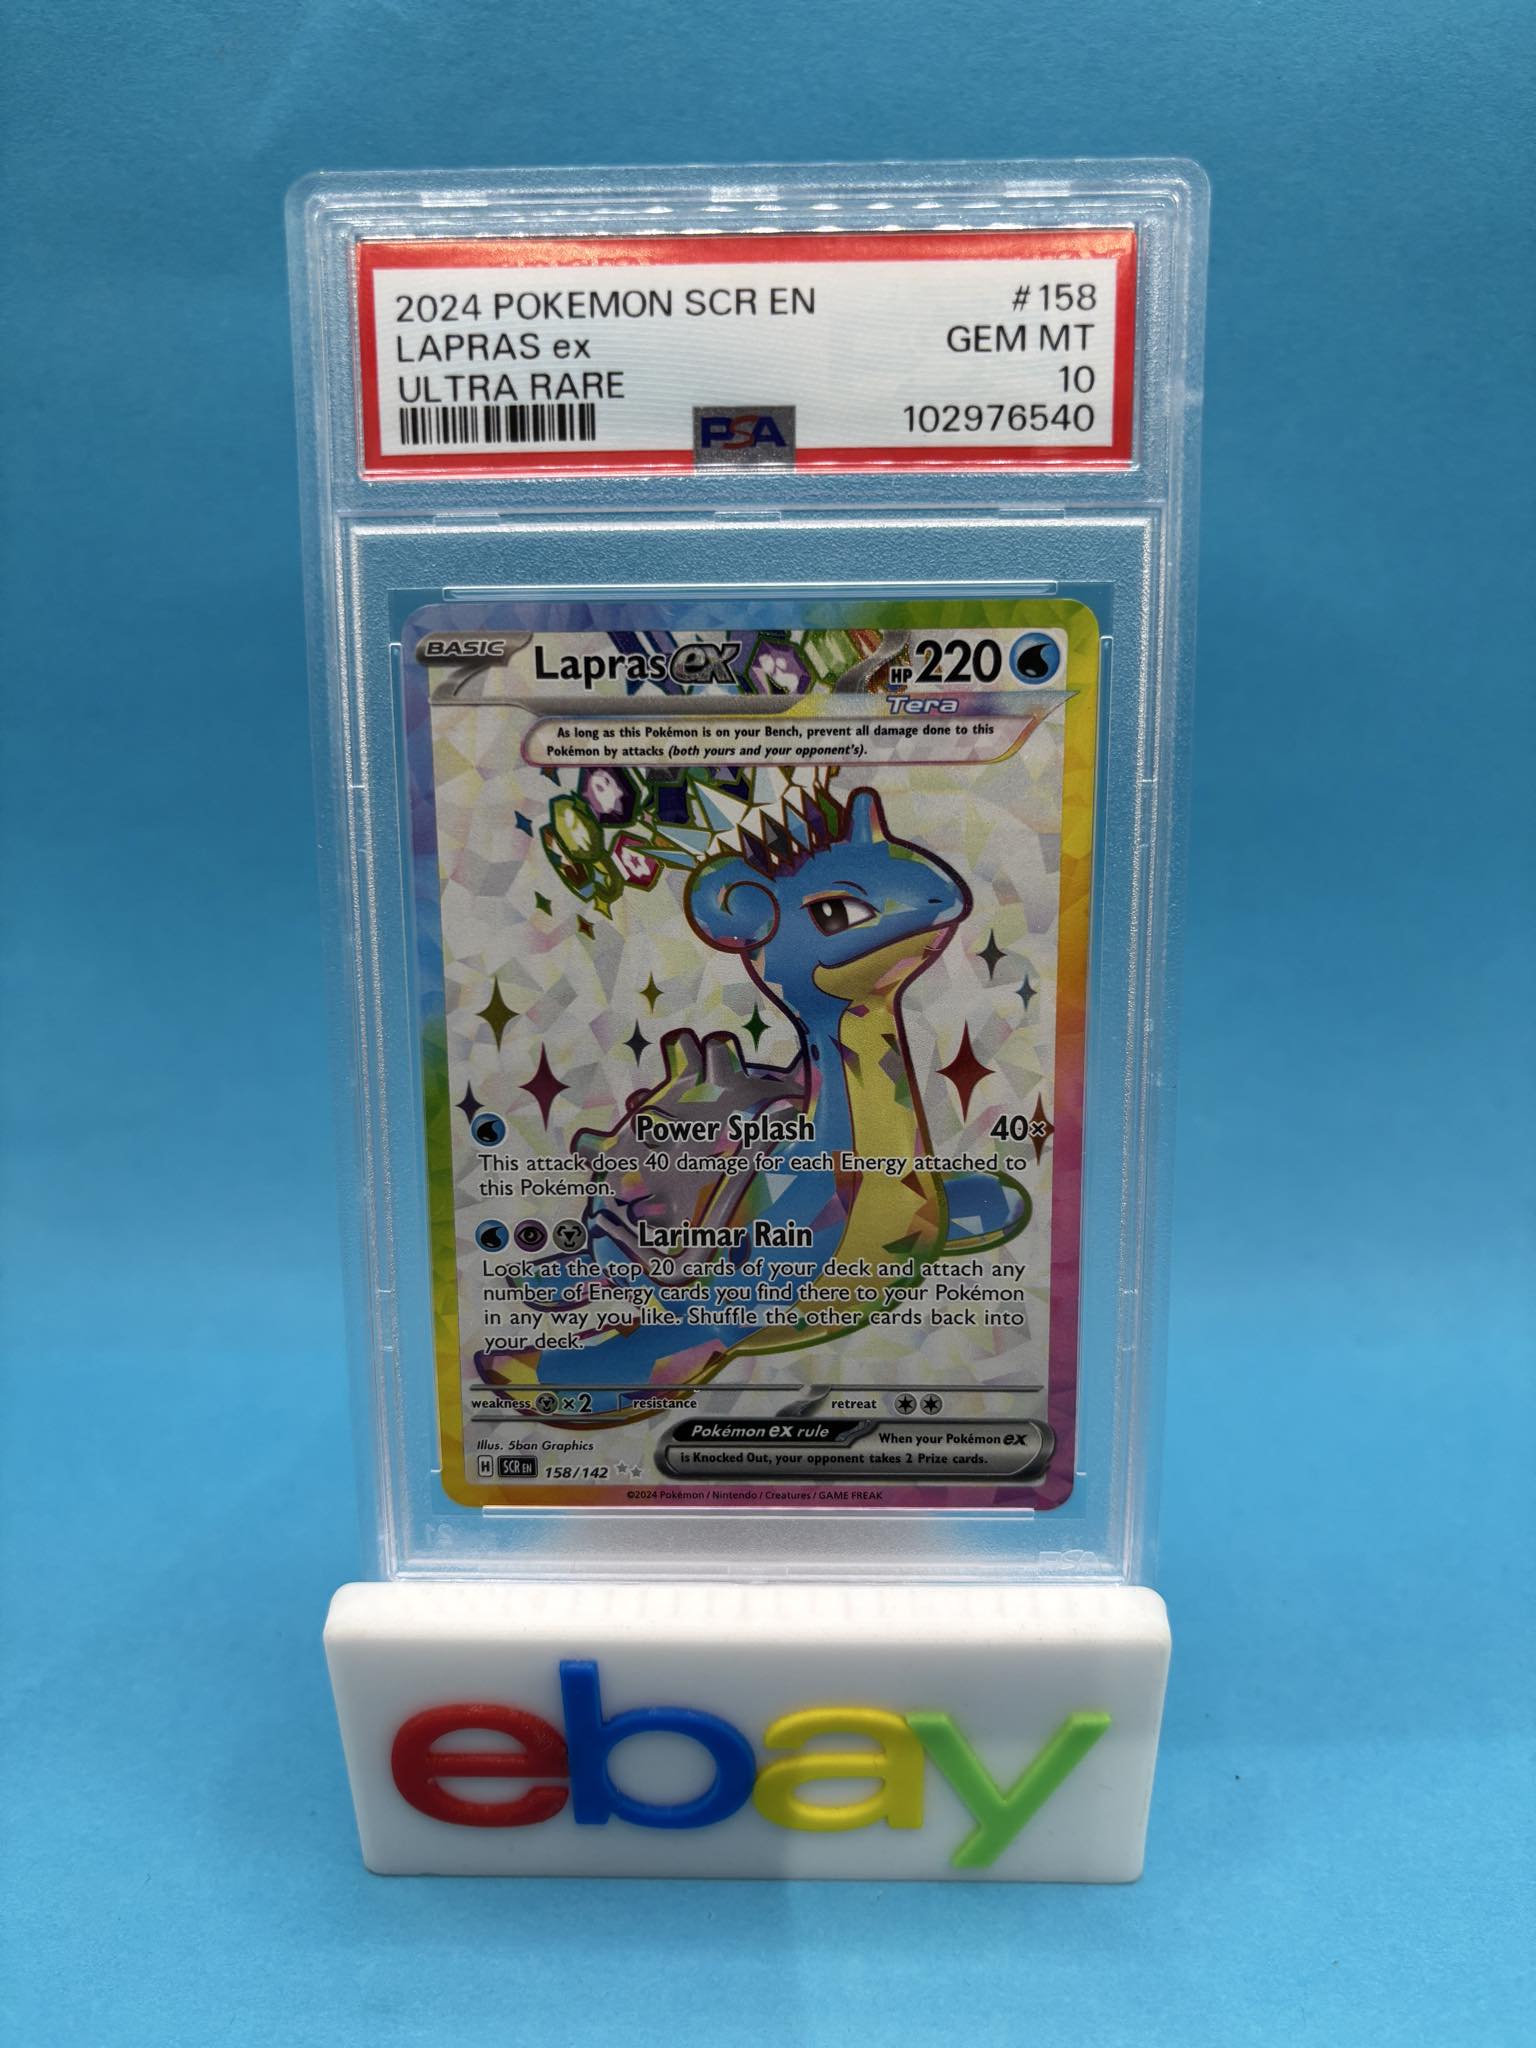 2024 POKEMON SCR EN #158
LAPRAS ex GEM MT
ULTRA RARE 10
102976540
PSA
BASIC Lapras ex HP 220
Tera
As long as this Pokémon is on your Bench, prevent all damage done to this
Pokémon by attacks (both yours and your opponent's).
Power Splash 40×
This attack does 40 damage for each Energy attached to
this Pokémon.
Larimar Rain
Look at the top 20 cards of your deck and attach any
number of Energy cards you find there to your Pokémon
in any way you like. Shuffle the other cards back into
your deck.
weakness ×2 resistance retreat
Pokémon ex rule When your Pokémon ex
is Knocked Out, your opponent takes 2 Prize cards.
Illus. 5ban Graphics
H SCR EN 158/142
©2024 Pokémon / Nintendo / Creatures / GAME FREAK
PSA
ebay